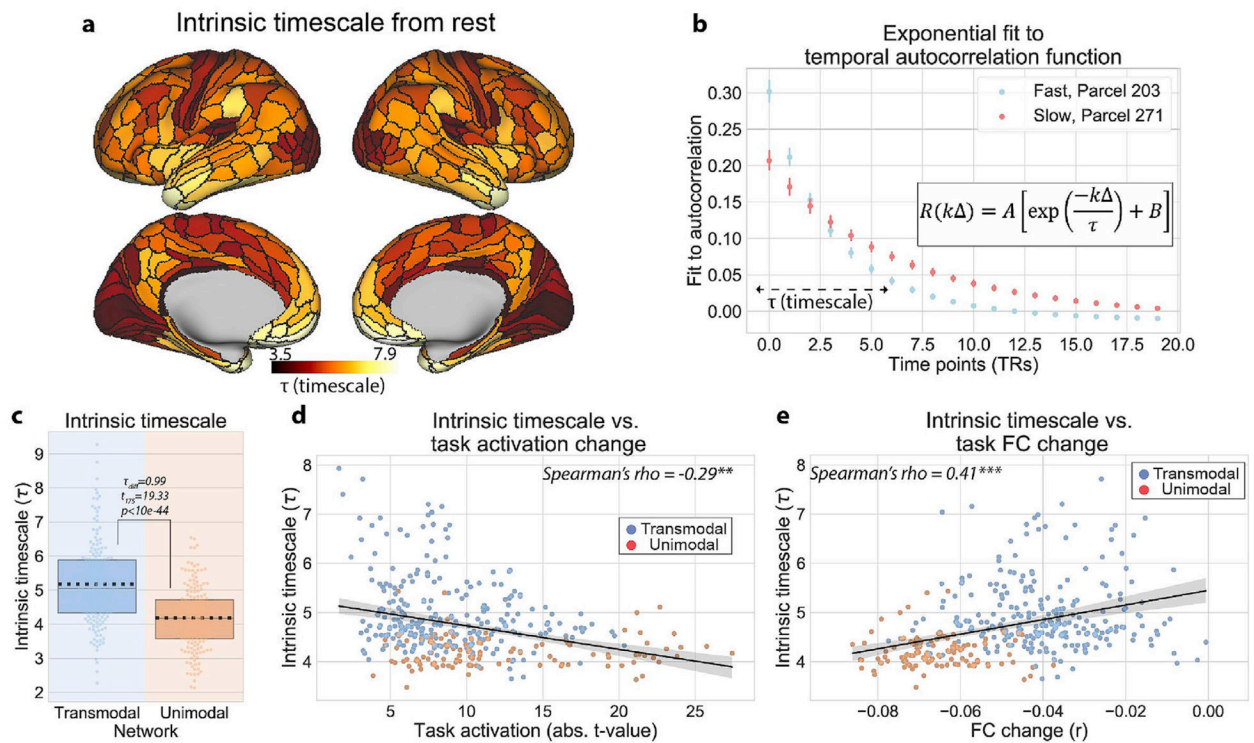 a
Intrinsic timescale from rest
3.5
7.9
τ (timescale)
b
Exponential fit to
temporal autocorrelation function
Fast, Parcel 203
Slow, Parcel 271
R(kΔ) = A [exp (−kΔ/τ) + B]
Fit to autocorrelation
0.30
0.25
0.20
0.15
0.10
0.05
0.00
τ (timescale)
0.0 2.5 5.0 7.5 10.0 12.5 15.0 17.5 20.0
Time points (TRs)
c
Intrinsic timescale
Intrinsic timescale (τ)
9
8
7
6
5
4
3
2
τdiff=0.99
t175=19.33
p<10e-44
Transmodal Unimodal
Network
d
Intrinsic timescale vs.
task activation change
Spearman's rho = -0.29**
Transmodal
Unimodal
Intrinsic timescale (τ)
8
7
6
5
4
5 10 15 20 25
Task activation (abs. t-value)
e
Intrinsic timescale vs.
task FC change
Spearman's rho = 0.41***
Transmodal
Unimodal
Intrinsic timescale (τ)
8
7
6
5
4
−0.08 −0.06 −0.04 −0.02 0.00
FC change (r)